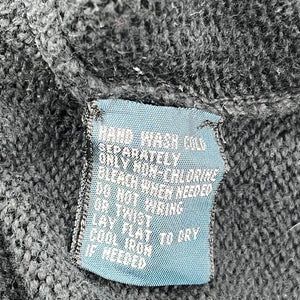 HAND WASH COLD
SEPARATELY
ONLY NON-CHLORINE
BLEACH WHEN NEEDED
DO NOT WRING
OR TWIST
LAY FLAT TO DRY
COOL IRON
IF NEEDED